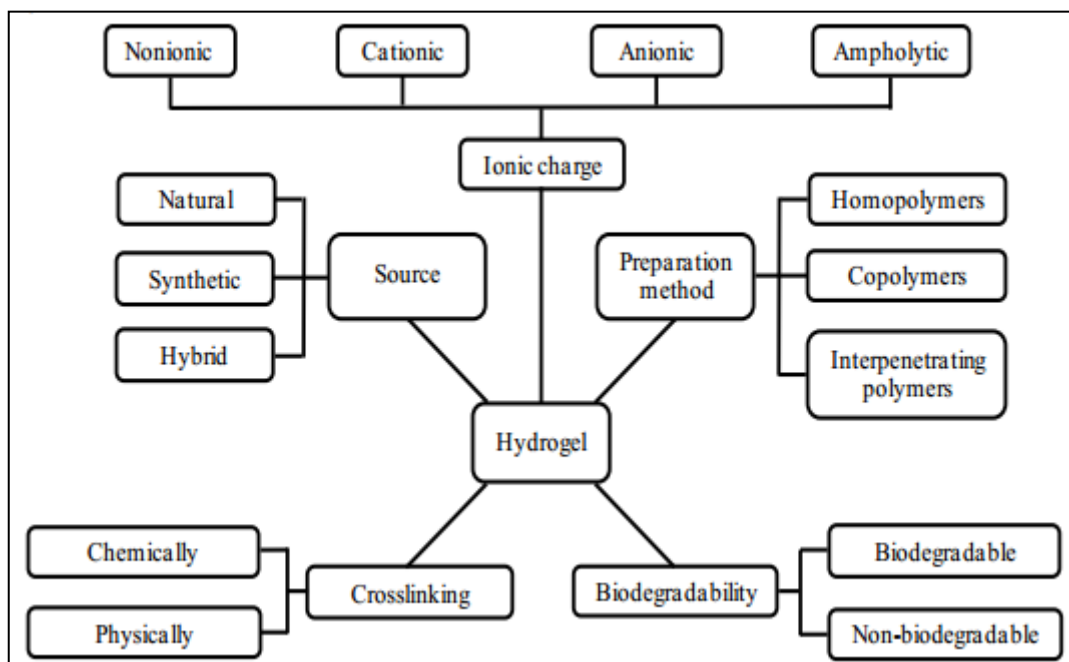 Nonionic
Cationic
Anionic
Ampholytic
Ionic charge
Natural
Synthetic
Hybrid
Source
Preparation
method
Homopolymers
Copolymers
Interpenetrating
polymers
Hydrogel
Chemically
Physically
Crosslinking
Biodegradability
Biodegradable
Non-biodegradable